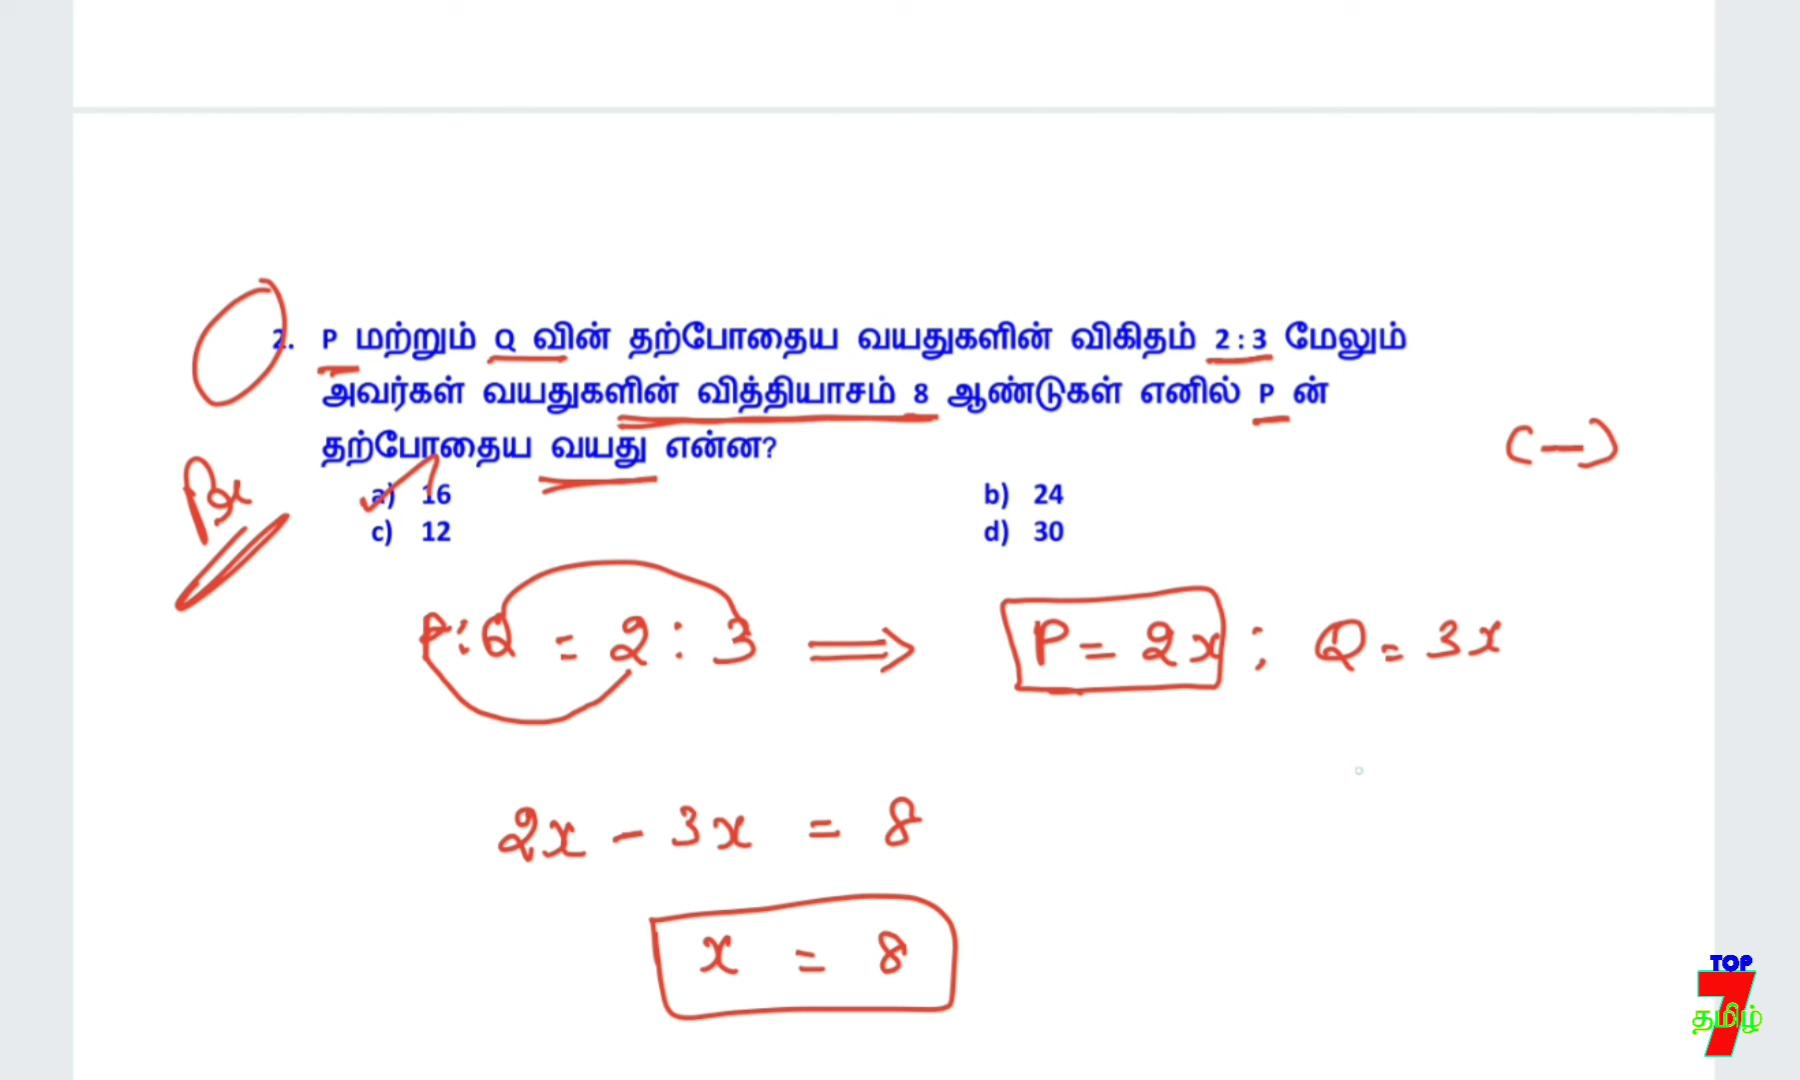 2. P மற்றும் Q வின் தற்போதைய வயதுகளின் விகிதம் 2 : 3 மேலும்
அவர்கள் வயதுகளின் வித்தியாசம் 8 ஆண்டுகள் எனில் P ன்
தற்போதைய வயது என்ன?
(—)
a) 16 b) 24
c) 12 d) 30
P : Q = 2 : 3 ⟹ P = 2x ; Q = 3x
2x - 3x = 8
x = 8
TOP
7
தமிழ்